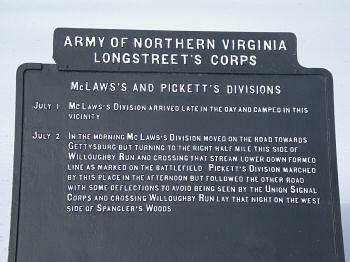 ARMY OF NORTHERN VIRGINIA
LONGSTREET'S CORPS
McLAWS'S AND PICKETT'S DIVISIONS
JULY 1 McLAWS'S DIVISION ARRIVED LATE IN THE DAY AND CAMPED IN THIS
VICINITY
JULY 2 IN THE MORNING McLAWS'S DIVISION MOVED ON THE ROAD TOWARDS
GETTYSBURG BUT TURNING TO THE RIGHT HALF MILE THIS SIDE OF
WILLOUGHBY RUN AND CROSSING THAT STREAM LOWER DOWN FORMED
LINE AS MARKED ON THE BATTLEFIELD PICKETT'S DIVISION MARCHED
BY THIS PLACE IN THE AFTERNOON BUT FOLLOWED THE OTHER ROAD
WITH SOME DEFLECTIONS TO AVOID BEING SEEN BY THE UNION SIGNAL
CORPS AND CROSSING WILLOUGHBY RUN LAY THAT NIGHT ON THE WEST
SIDE OF SPANGLER'S WOODS